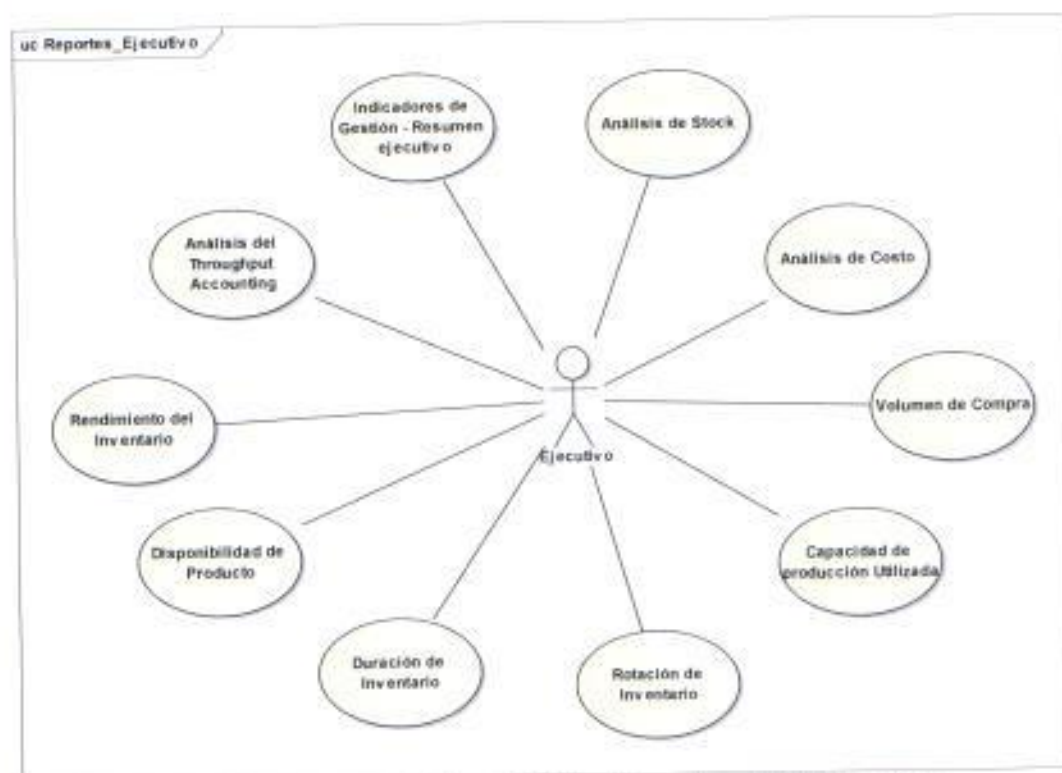 uc Reportes_Ejecutivo
Indicadores de
Gestión - Resumen
ejecutivo
Análisis de Stock
Análisis del
Throughput
Accounting
Análisis de Costo
Rendimiento del
Inventario
Volumen de Compra
Ejecutivo
Disponibilidad de
Producto
Capacidad de
producción Utilizada
Duración de
Inventario
Rotación de
Inventario